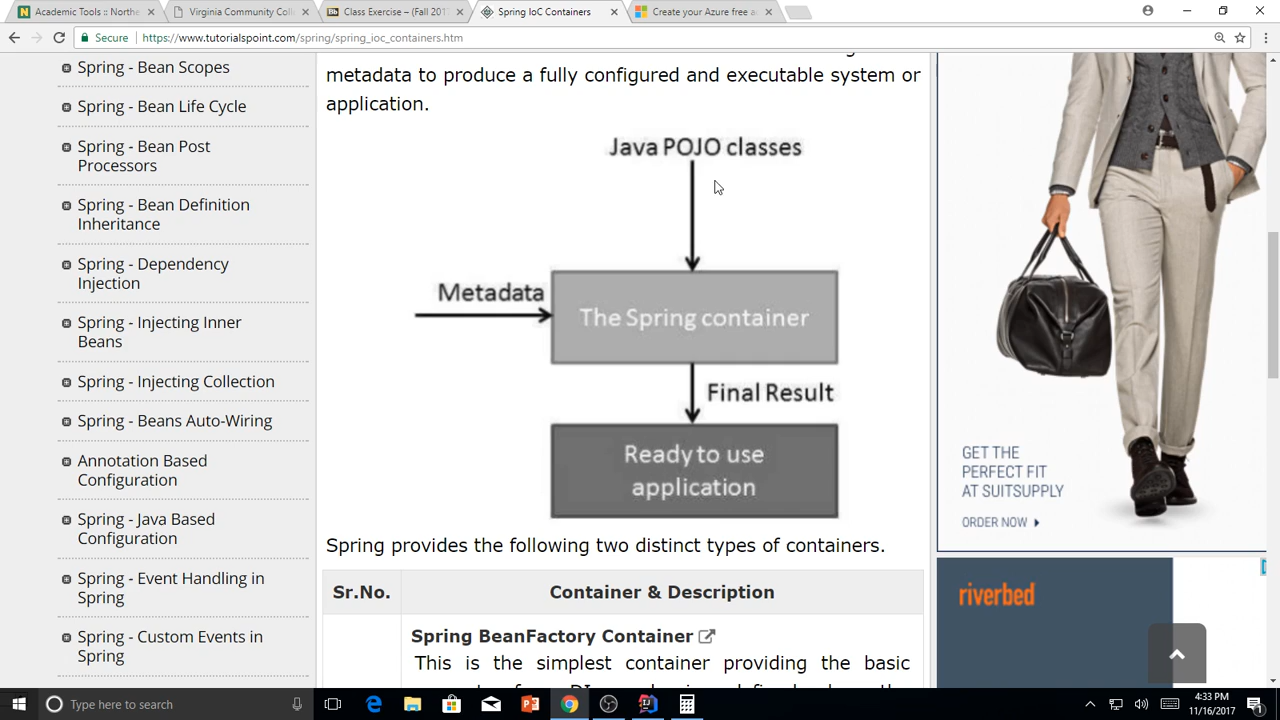 Academic Tools :: Northe
Virginia Community Coll
Class Exercise – (Fall 201
Spring IoC Containers
Create your Azure free a
Secure
https://www.tutorialspoint.com/spring/spring_ioc_containers.htm
Spring - Bean Scopes
Spring - Bean Life Cycle
Spring - Bean Post
Processors
Spring - Bean Definition
Inheritance
Spring - Dependency
Injection
Spring - Injecting Inner
Beans
Spring - Injecting Collection
Spring - Beans Auto-Wiring
Annotation Based
Configuration
Spring - Java Based
Configuration
Spring - Event Handling in
Spring
Spring - Custom Events in
Spring
metadata to produce a fully configured and executable system or
application.
Java POJO classes
Metadata
The Spring container
Final Result
Ready to use
application
Spring provides the following two distinct types of containers.
Sr.No.
Container & Description
Spring BeanFactory Container
This is the simplest container providing the basic
GET THE
PERFECT FIT
AT SUITSUPPLY
ORDER NOW
riverbed
Type here to search
4:33 PM
11/16/2017